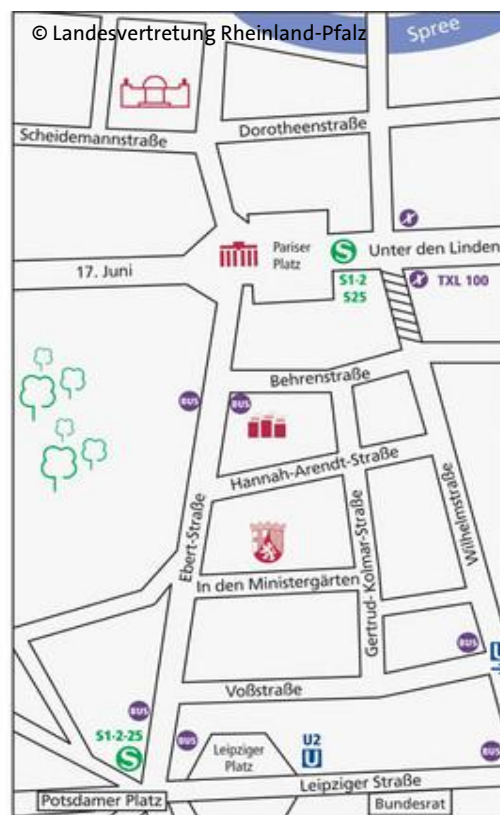 © Landesvertretung Rheinland-Pfalz
Spree
Scheidemannstraße
Dorotheenstraße
Pariser
Platz
S
Unter den Linden
17. Juni
S1-2
S25
TXL 100
Behrenstraße
BUS
BUS
Hannah-Arendt-Straße
Ebert-Straße
Gertrud-Kolmar-Straße
Wilhelmstraße
In den Ministergärten
BUS
U
Voßstraße
BUS
S1-2-25
S
BUS
Leipziger
Platz
U2
U
BUS
Leipziger Straße
Potsdamer Platz
Bundesrat